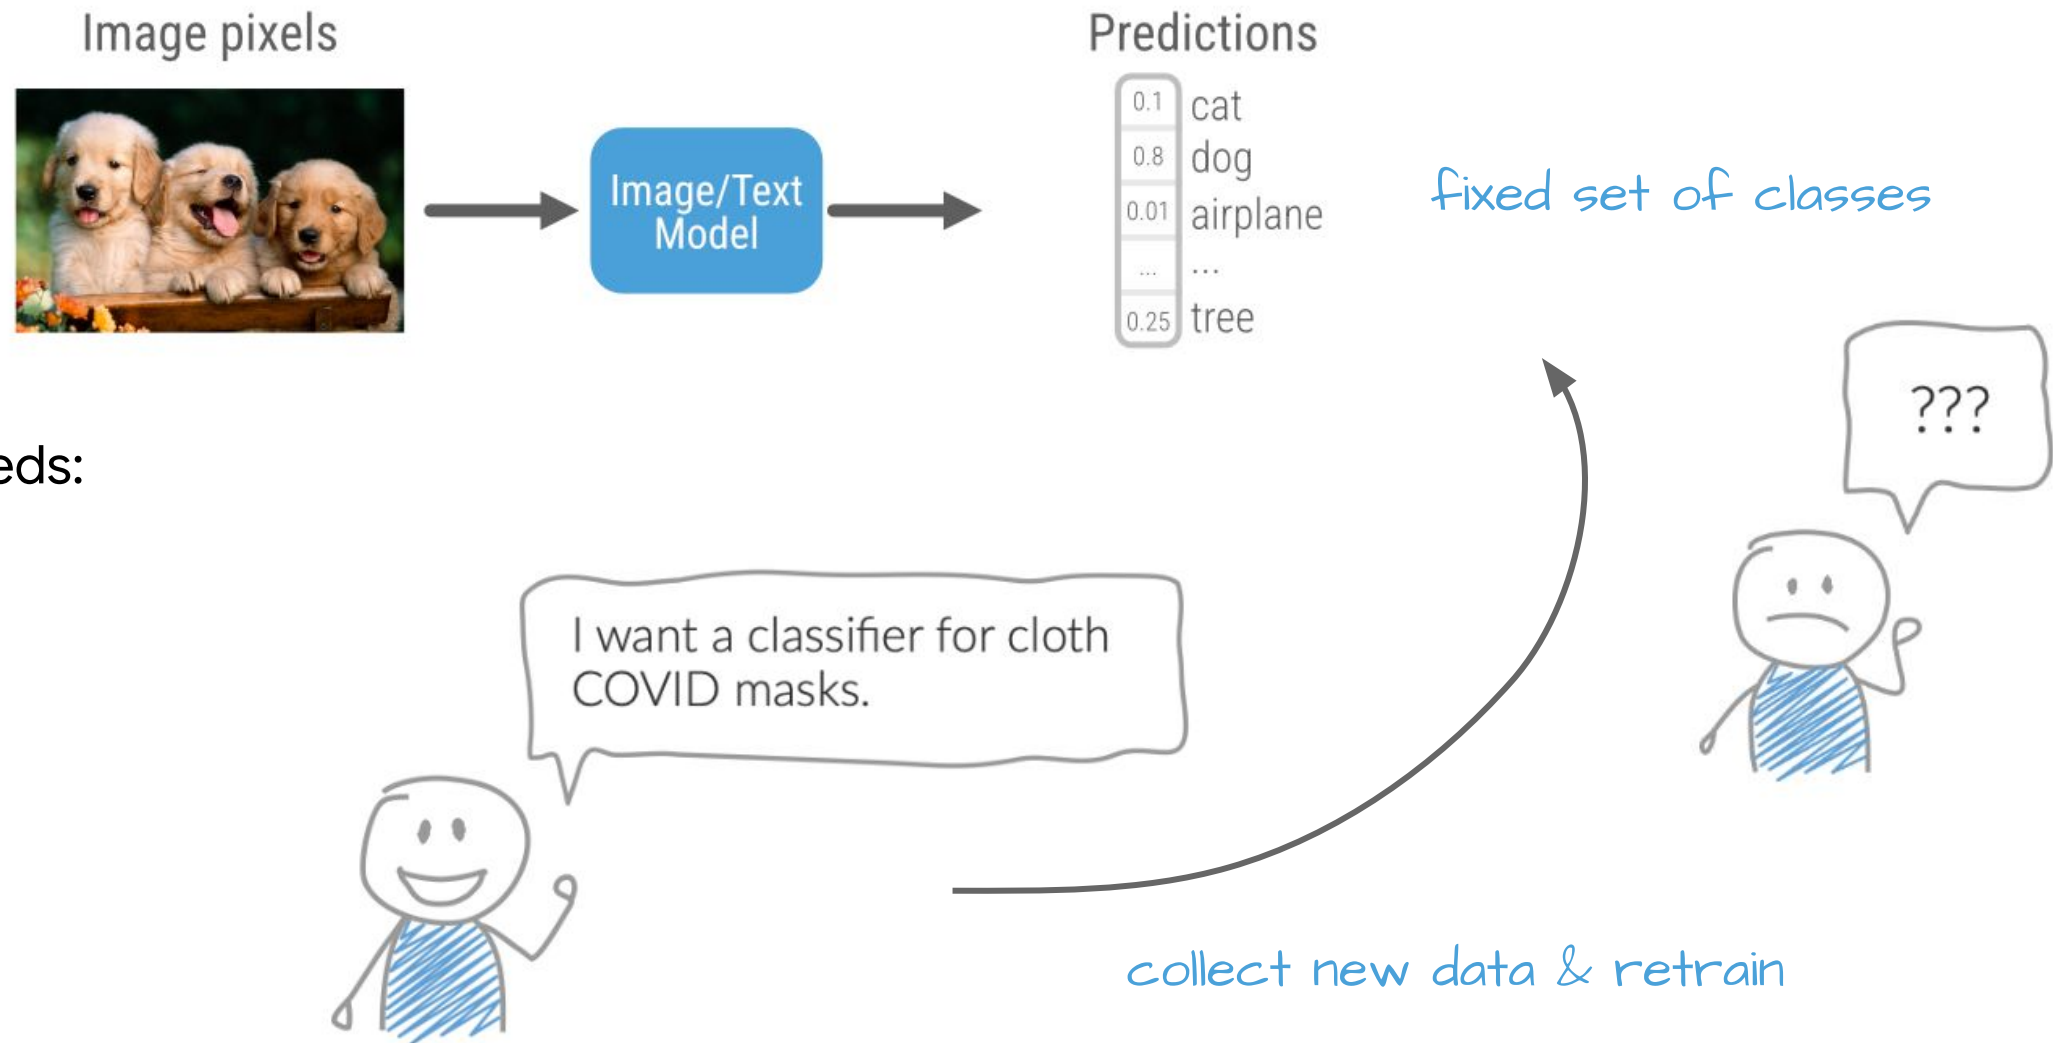 Image pixels
Predictions
Image/Text
Model
0.1 cat
0.8 dog
0.01 airplane
... ...
0.25 tree
fixed set of classes
???
eds:
I want a classifier for cloth
COVID masks.
collect new data & retrain